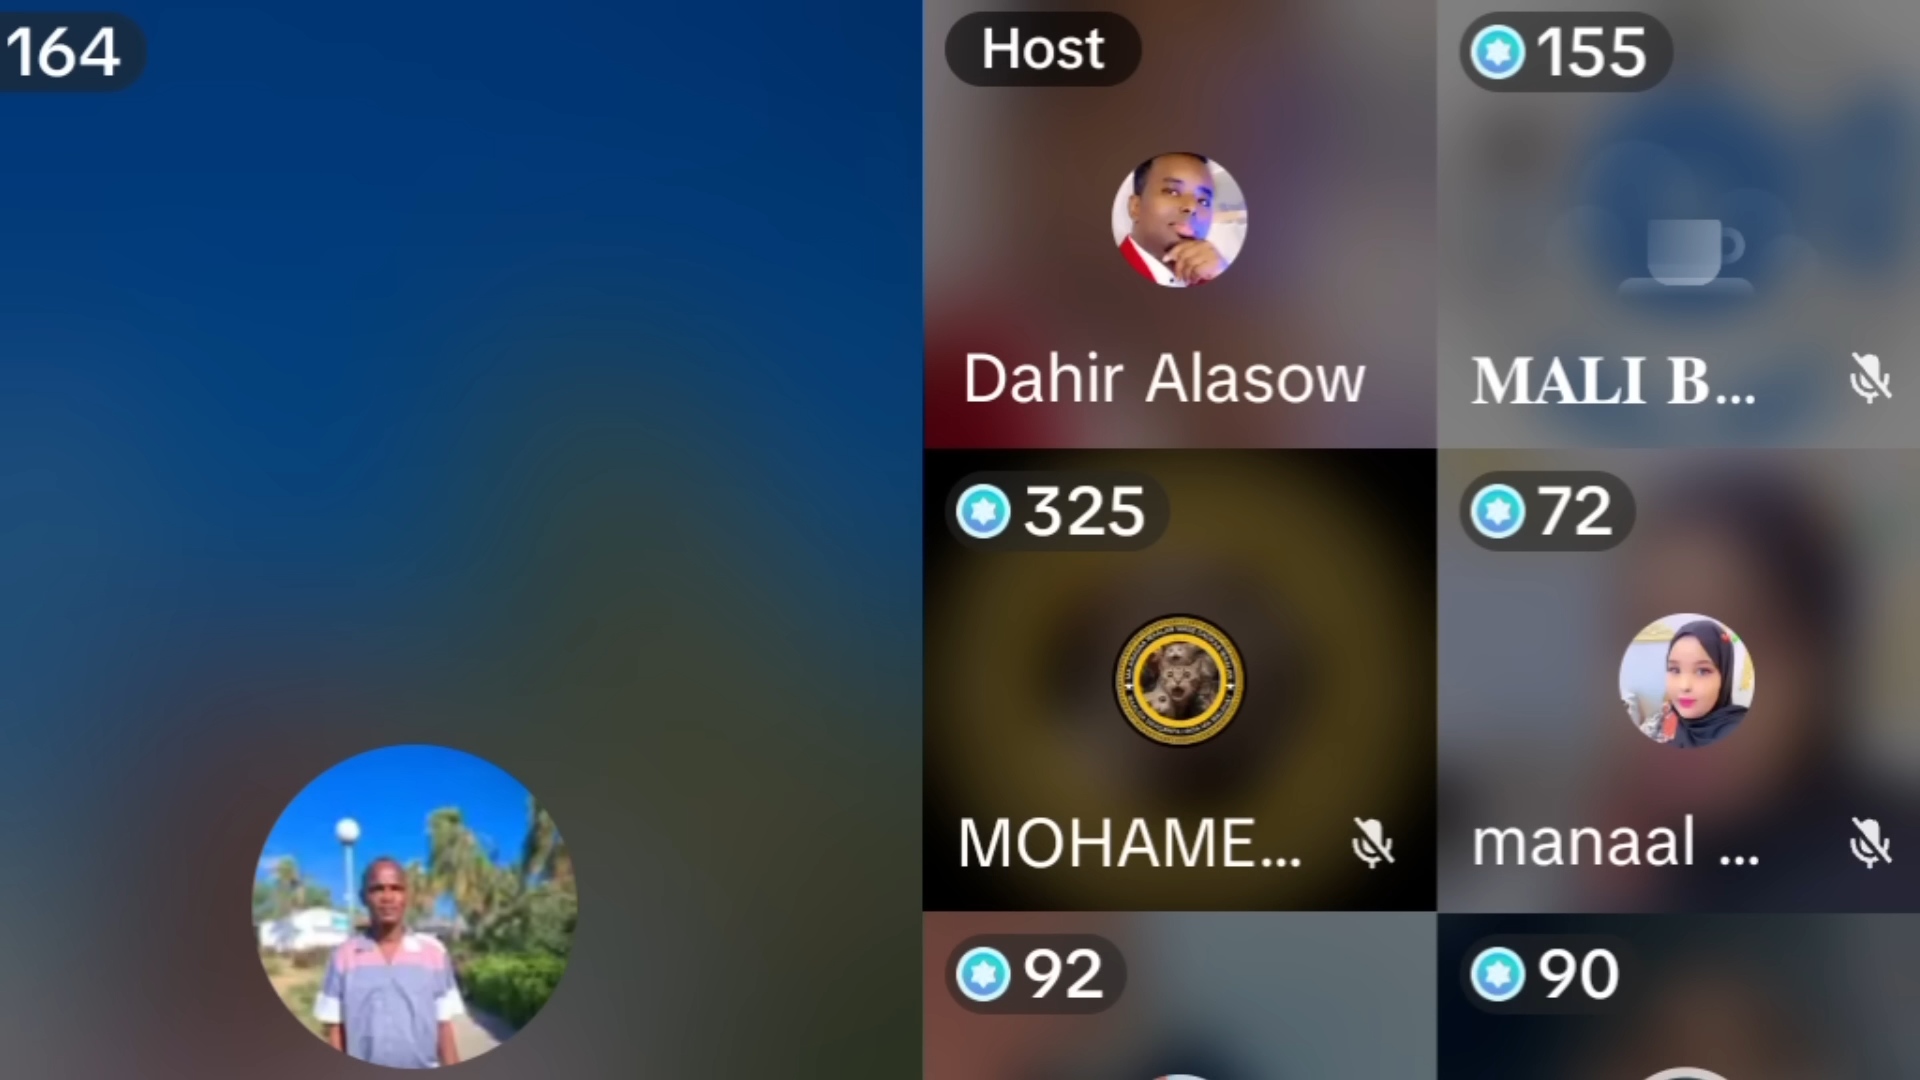 164
Host
155
Dahir Alasow
MALI B...
325
72
MOHAME...
manaal ...
92
90